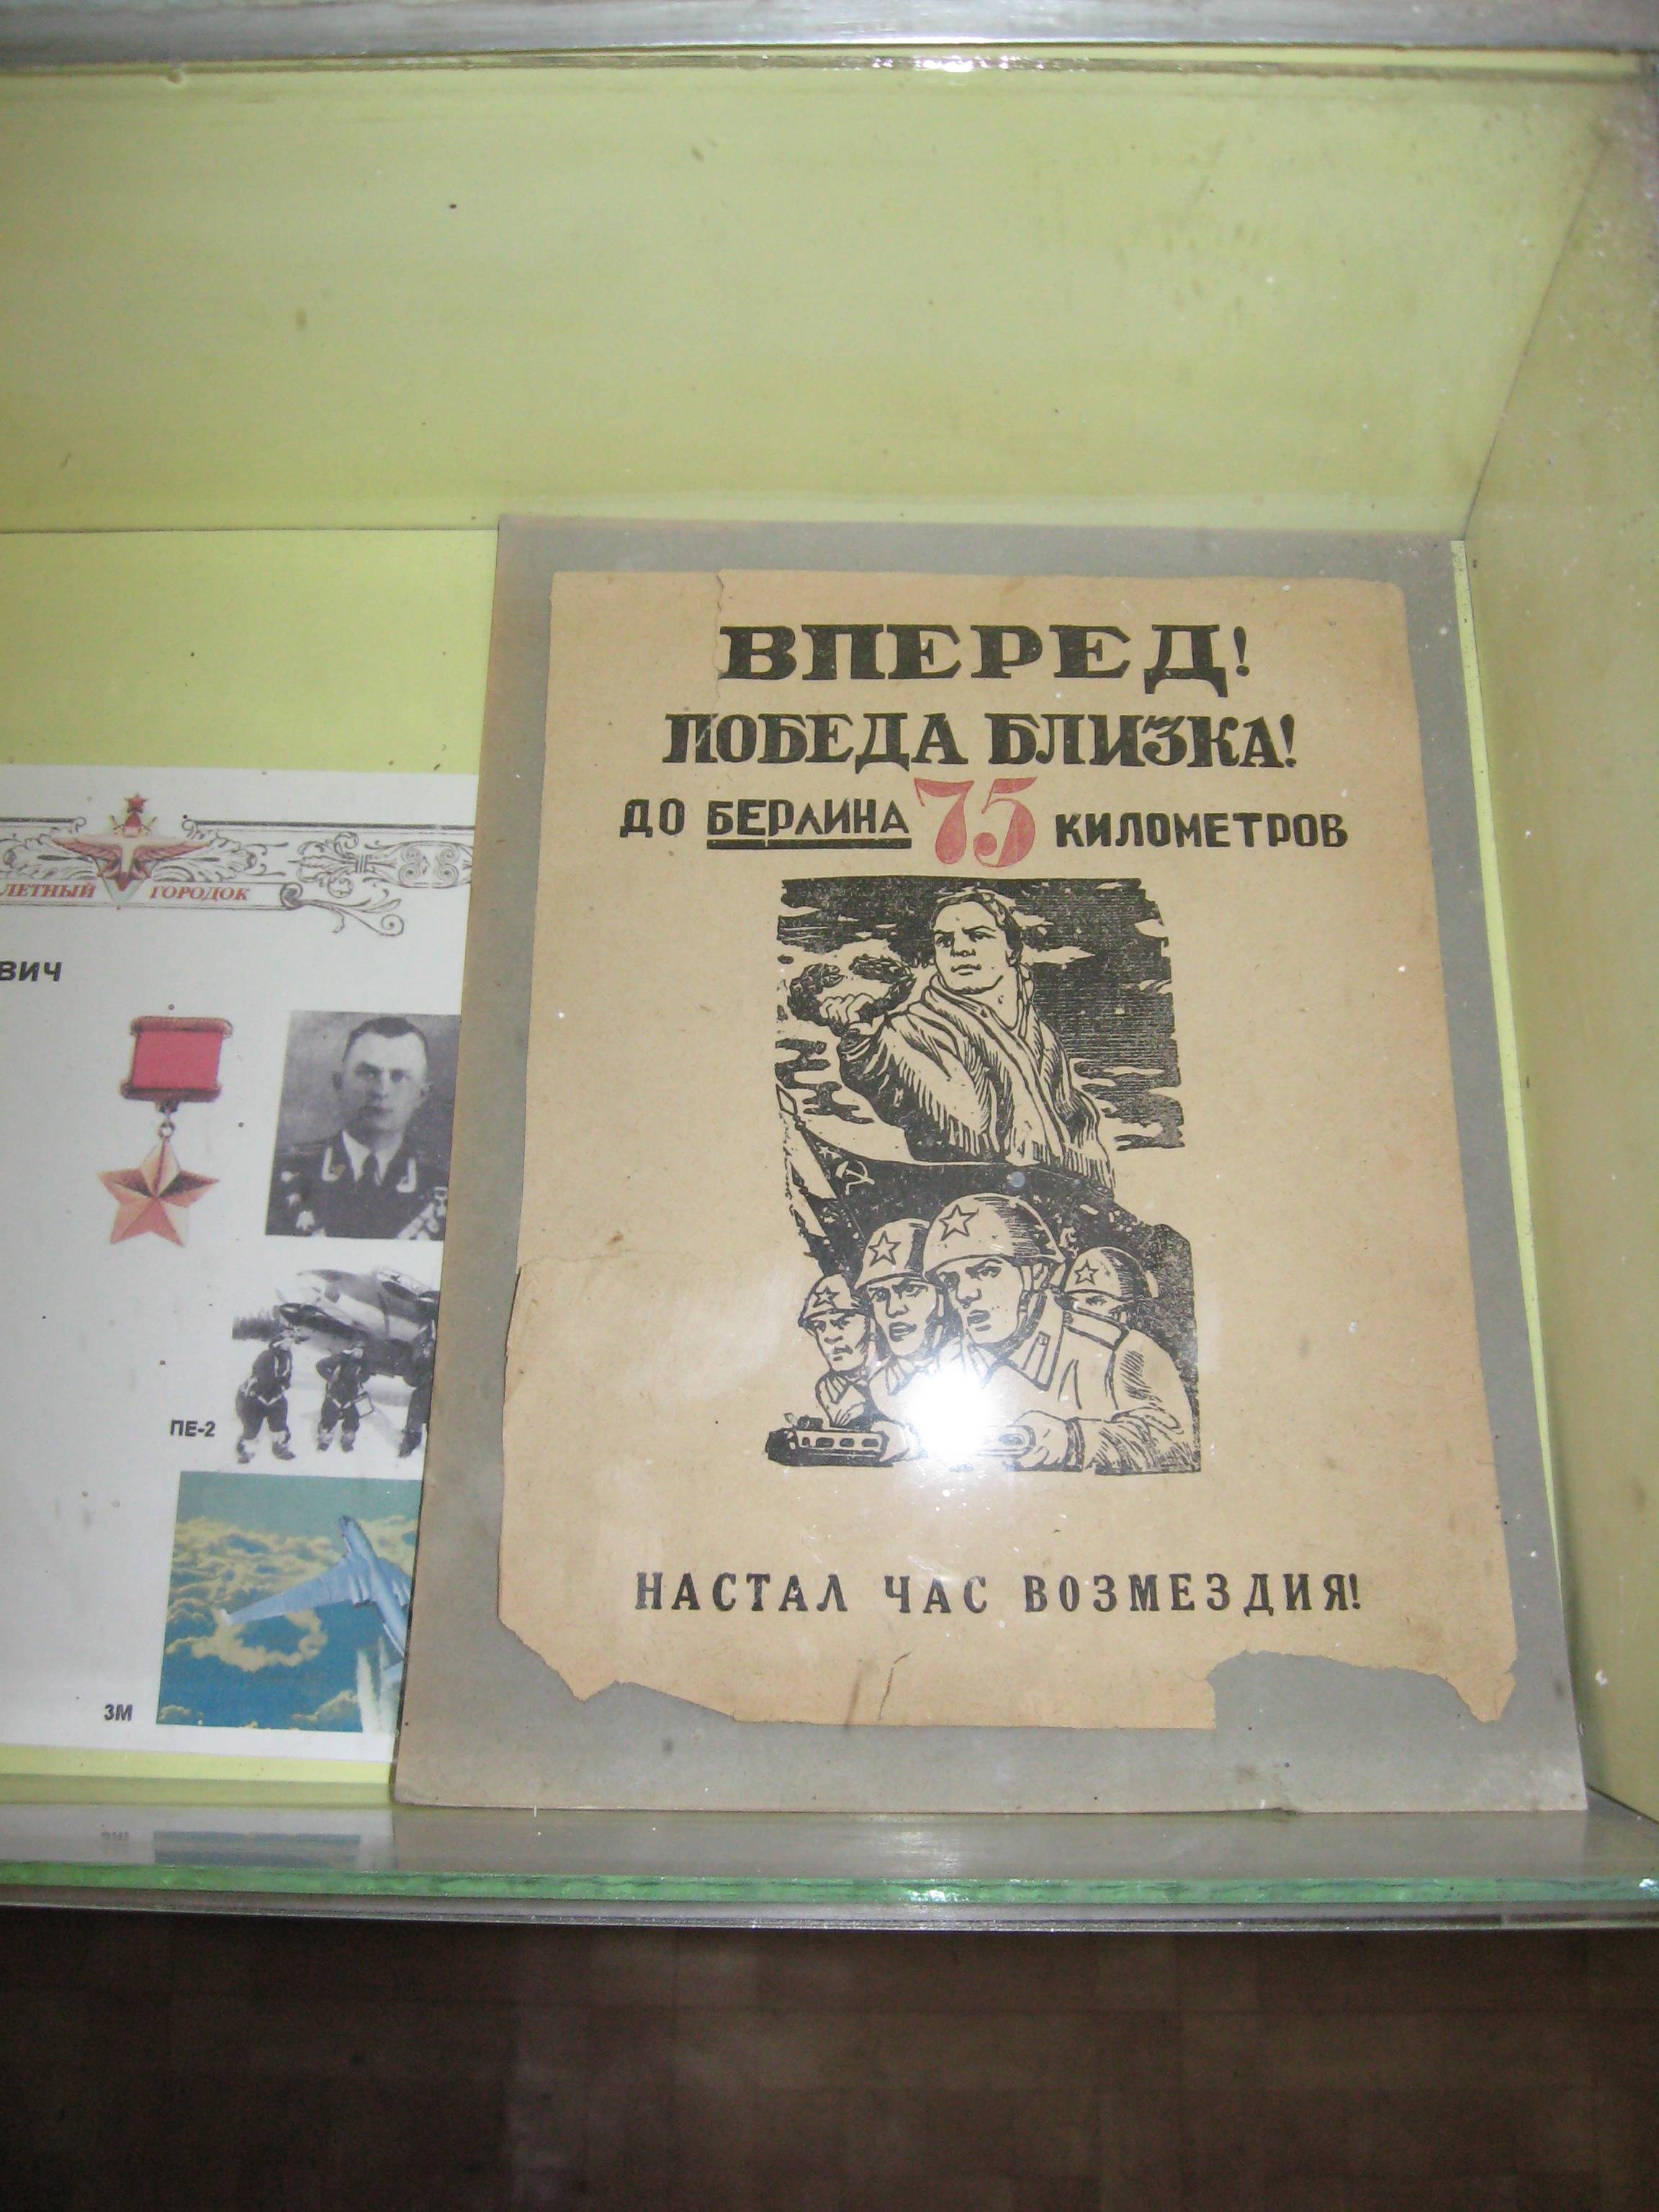 ВПЕРЕД!
ПОБЕДА БЛИЗКА!
ДО БЕРЛИНА 75 КИЛОМЕТРОВ
НАСТАЛ ЧАС ВОЗМЕЗДИЯ!
ЛЕТНЫЙ ГОРОДОК
ВИЧ
ПЕ-2
3М